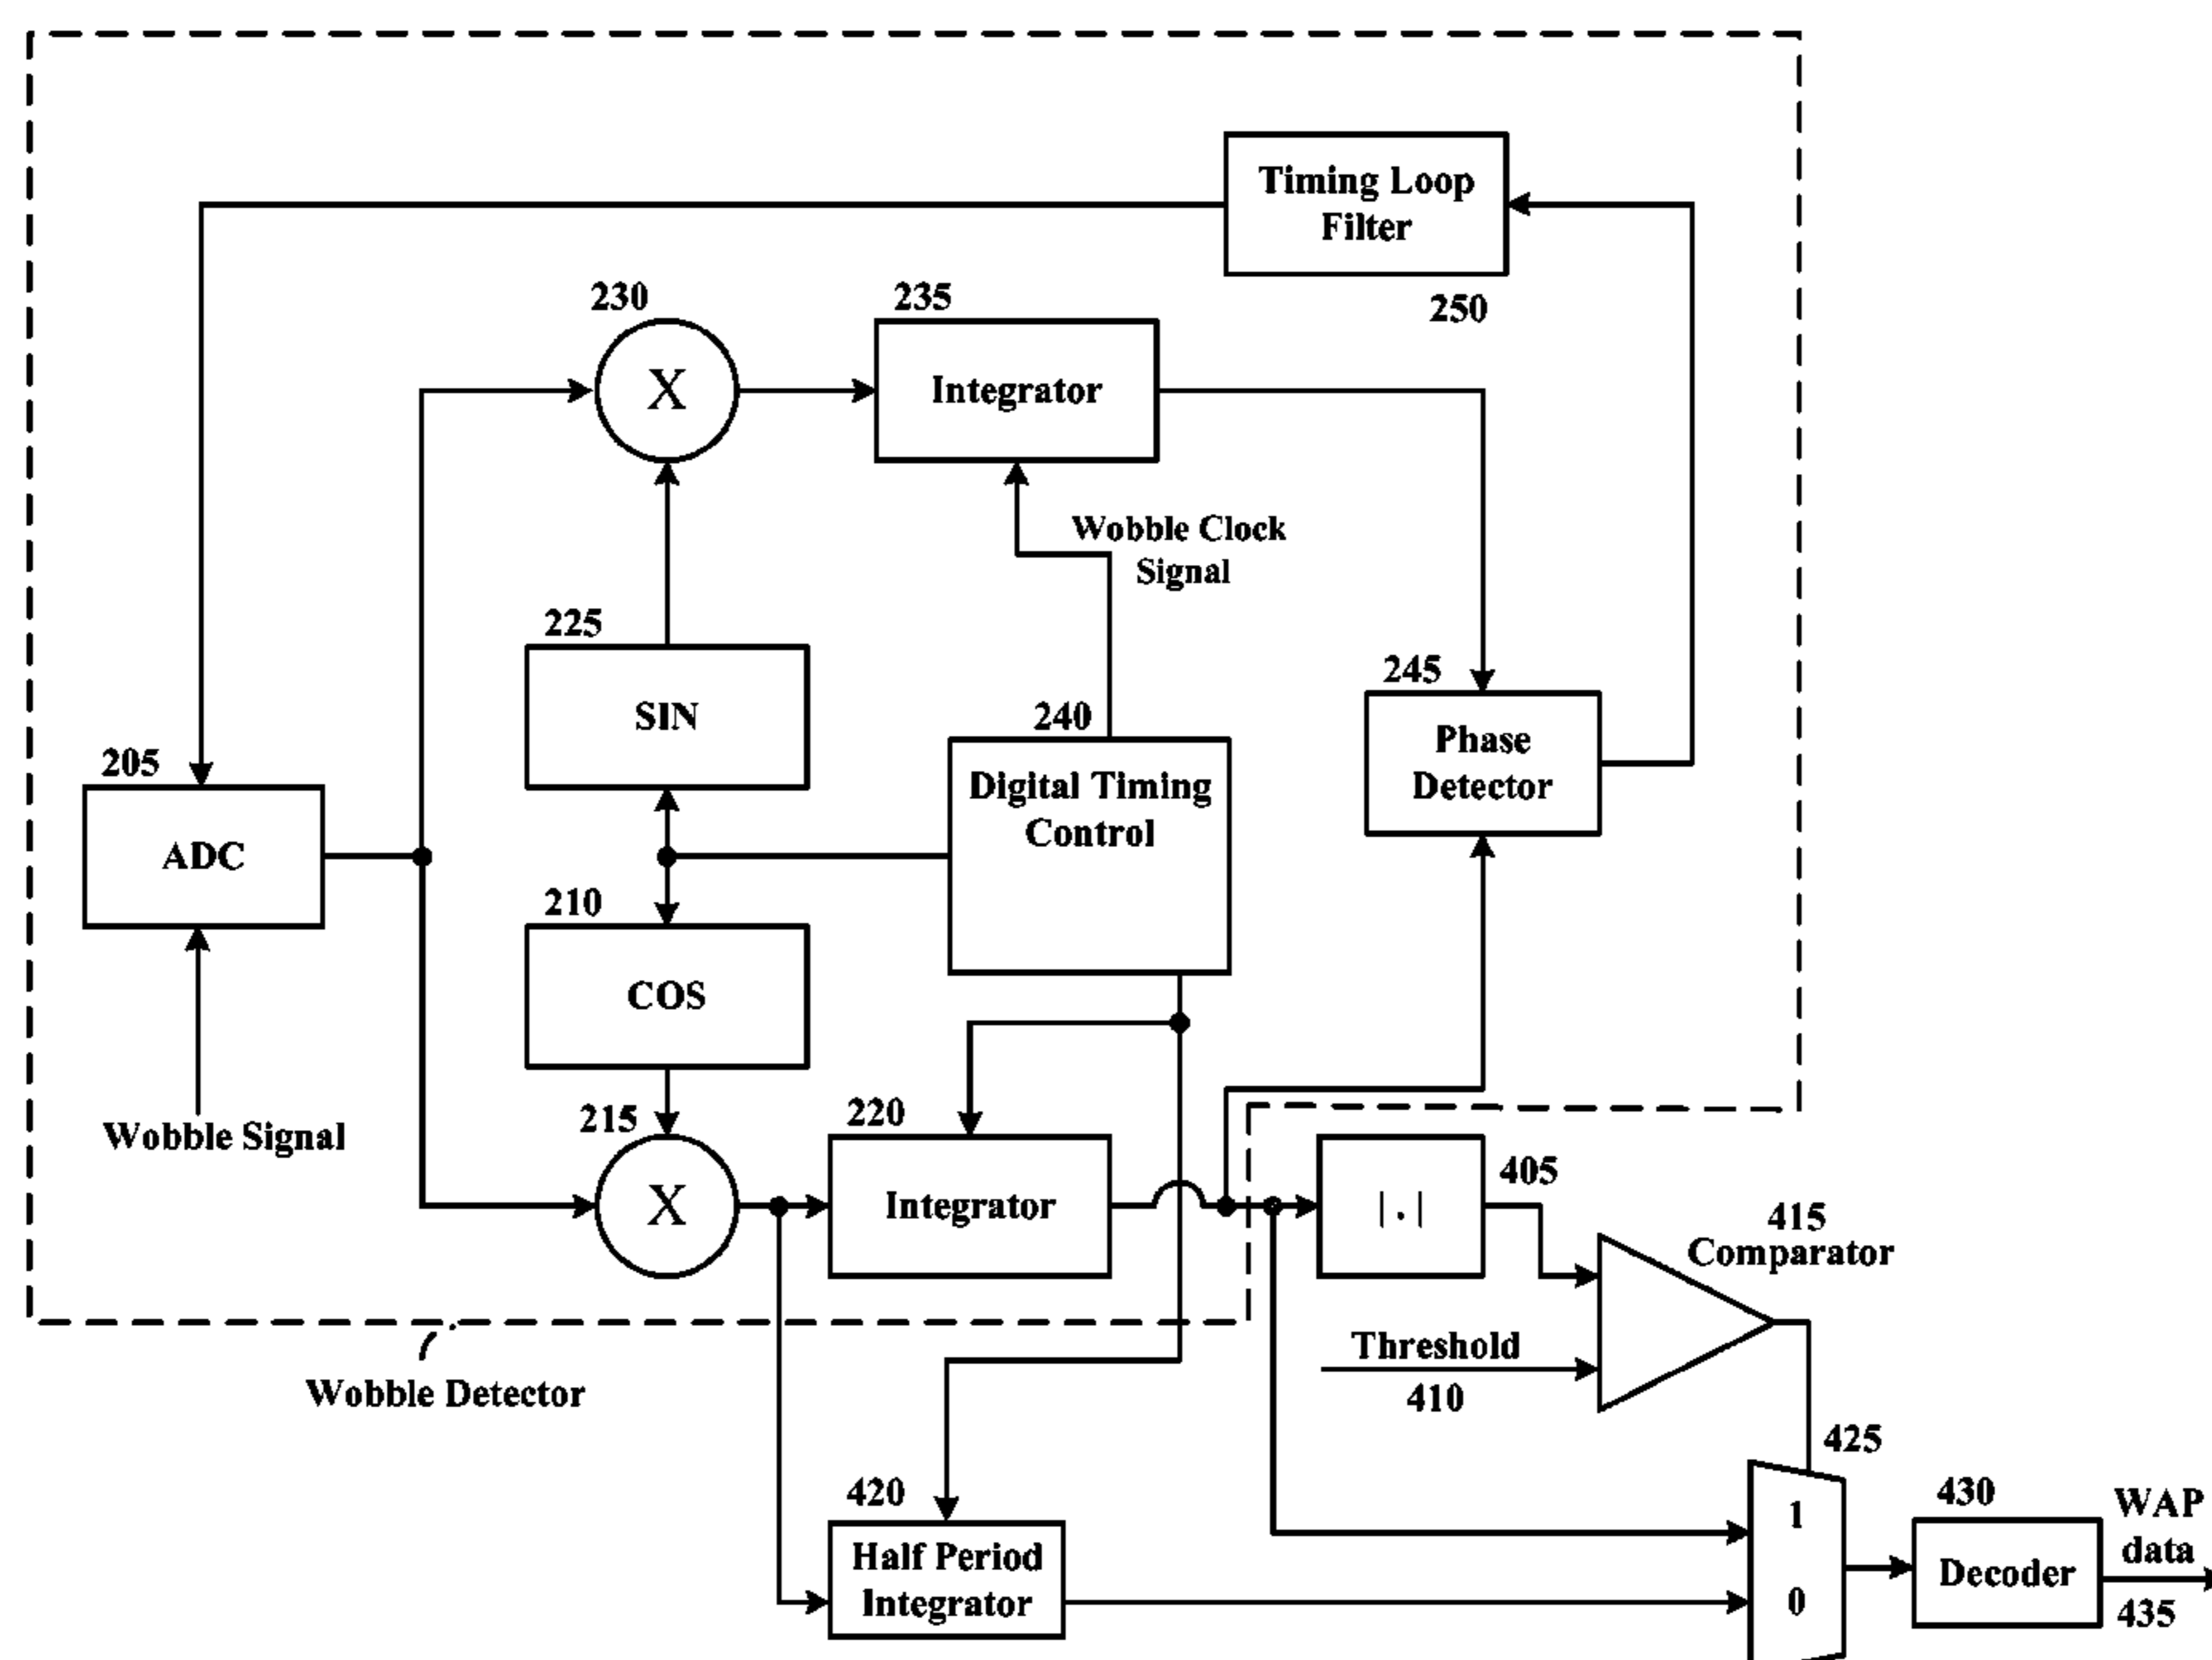 Timing Loop
Filter
250
230
X
235
Integrator
Wobble Clock
Signal
225
SIN
240
Digital Timing
Control
245
Phase
Detector
205
ADC
210
COS
Wobble Signal
215
X
220
Integrator
|.|
405
415
Comparator
Threshold
410
Wobble Detector
425
1
0
420
Half Period
Integrator
430
Decoder
WAP
data
435